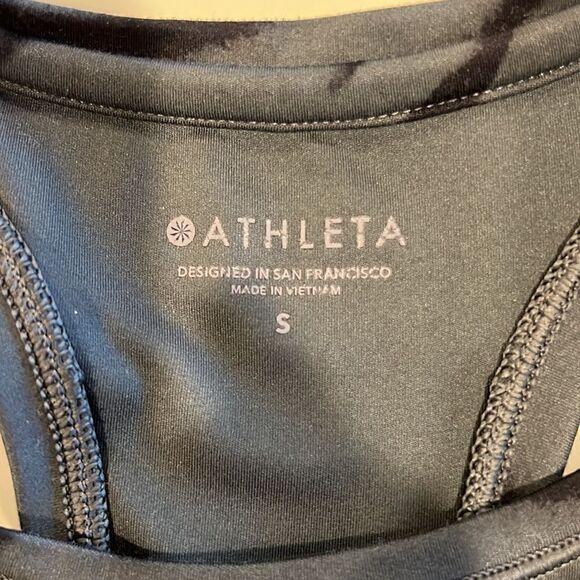 ATHLETA
DESIGNED IN SAN FRANCISCO
MADE IN VIETNAM
S